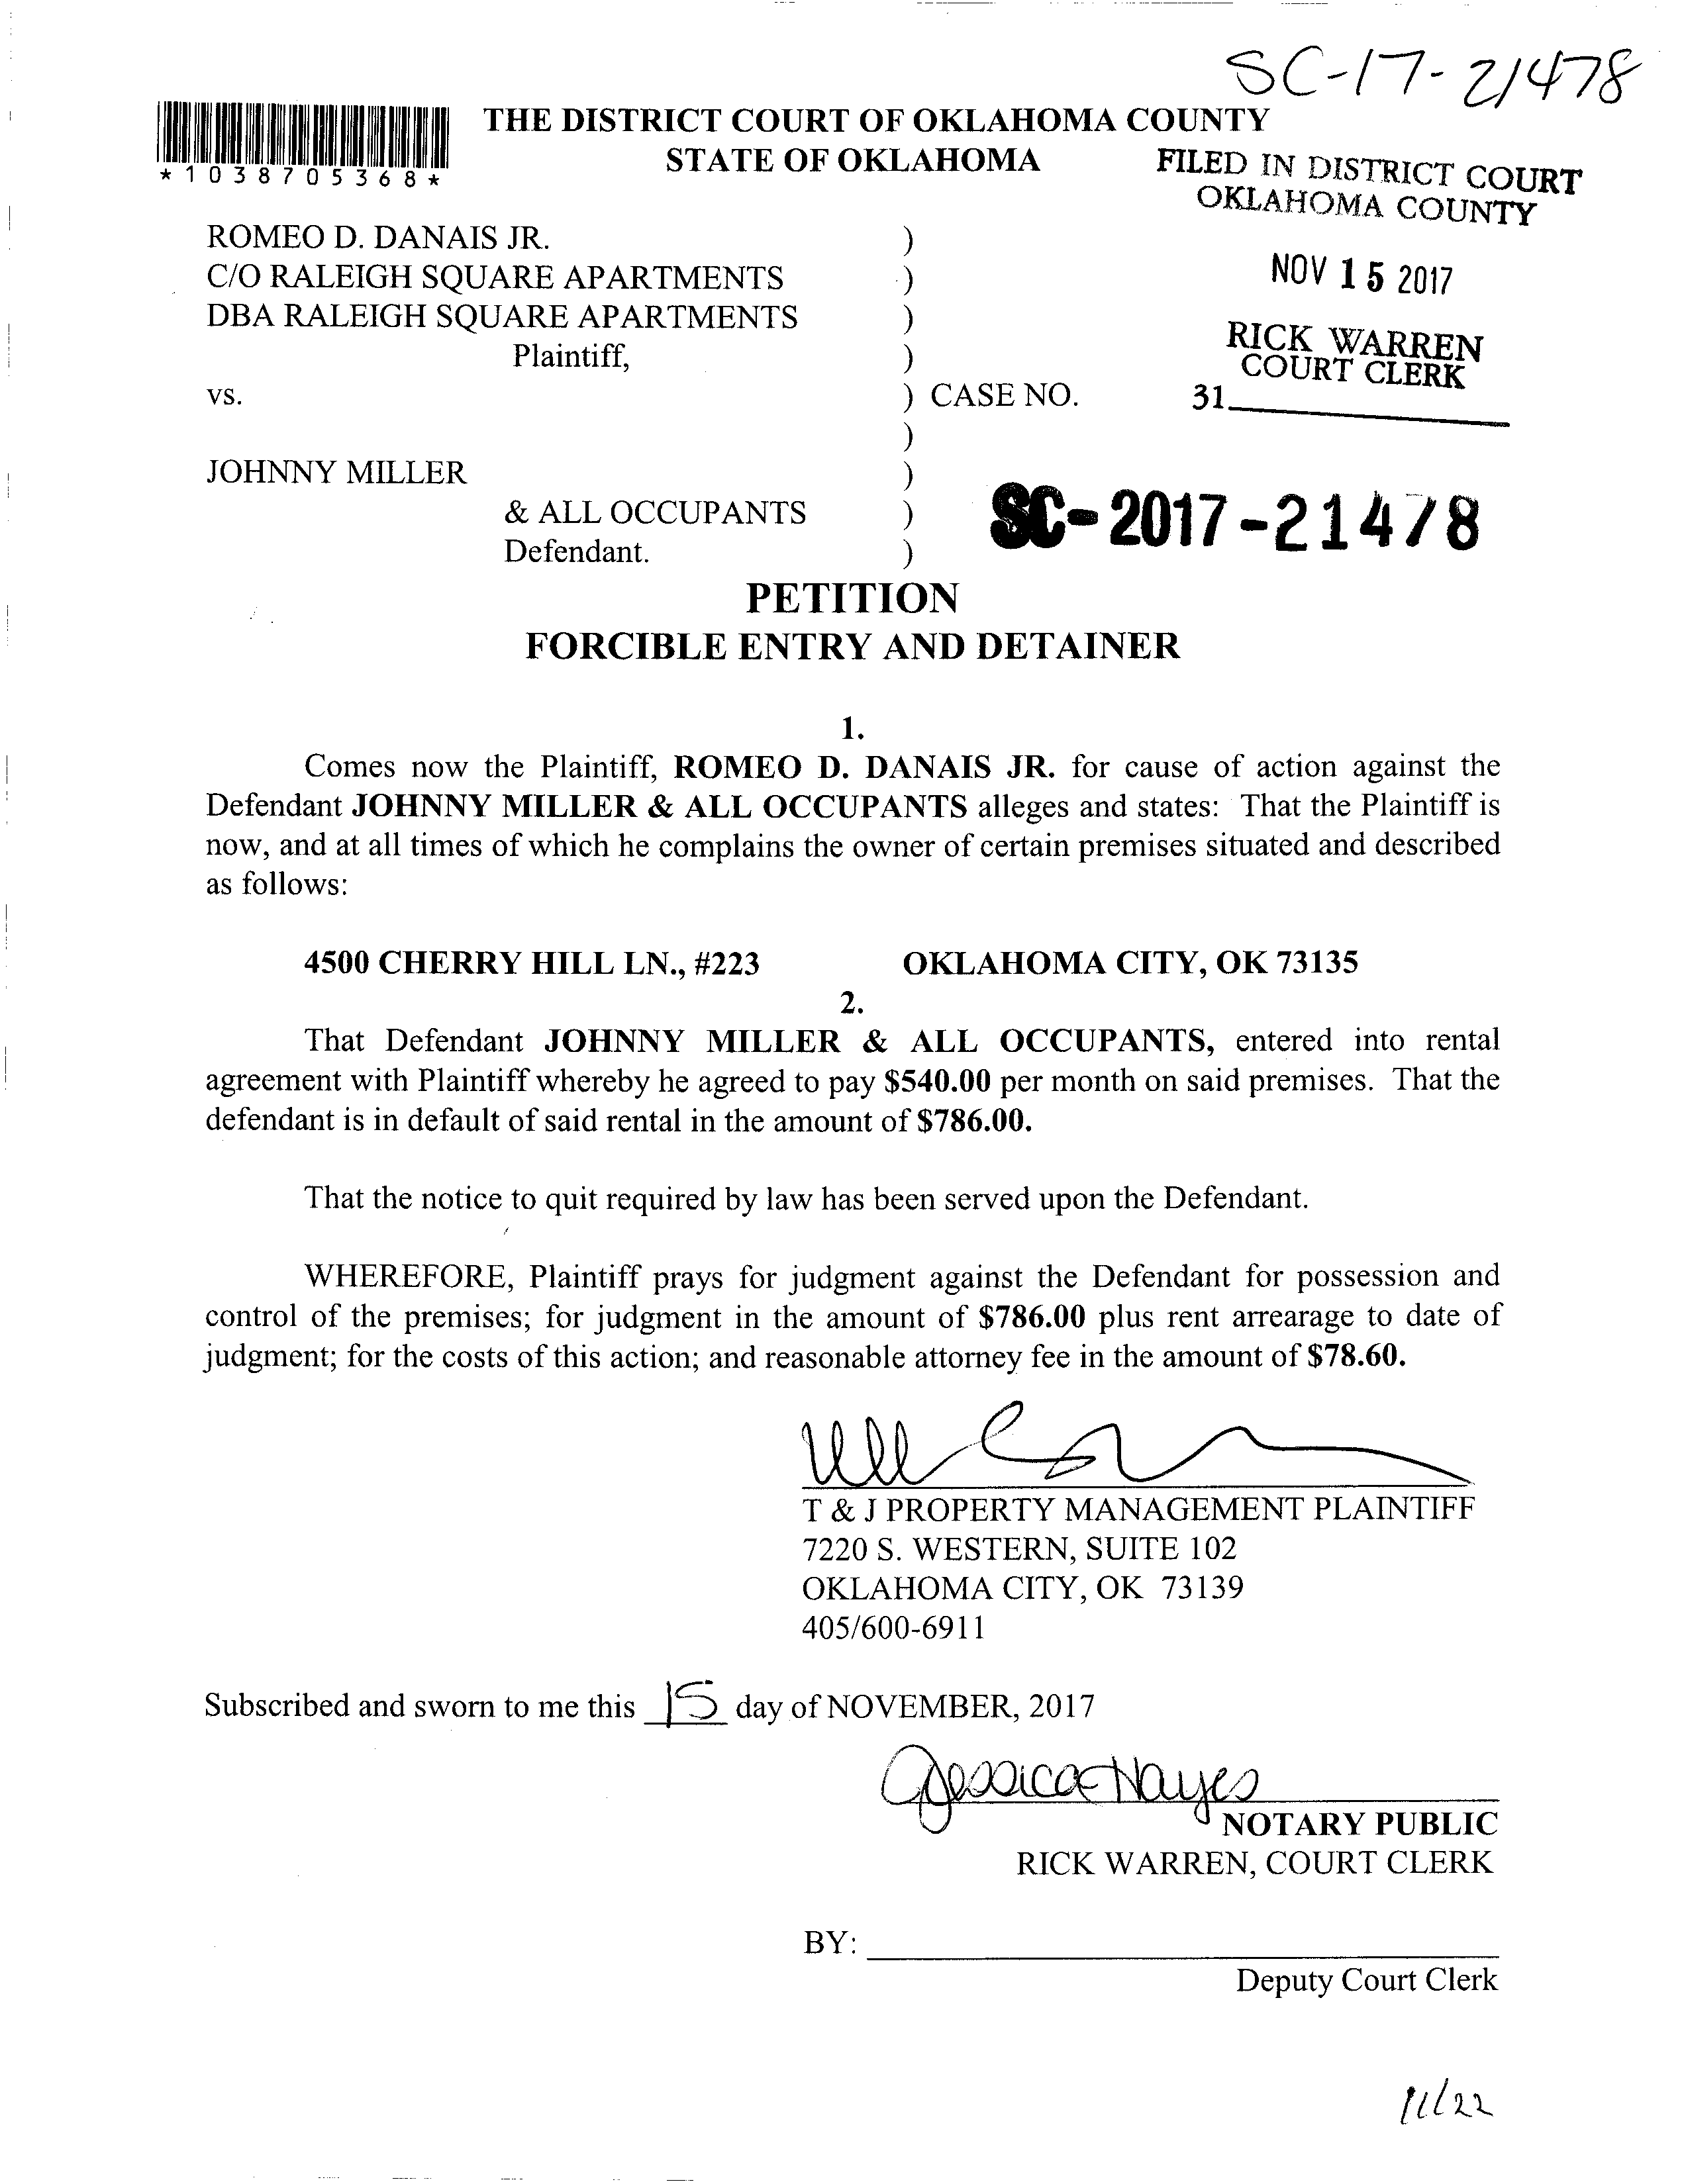 SC-17-21478
THE DISTRICT COURT OF OKLAHOMA COUNTY
STATE OF OKLAHOMA
*1038705368*
FILED IN DISTRICT COURT
OKLAHOMA COUNTY
NOV 15 2017
RICK WARREN
COURT CLERK
31
ROMEO D. DANAIS JR. )
C/O RALEIGH SQUARE APARTMENTS )
DBA RALEIGH SQUARE APARTMENTS )
Plaintiff, )
vs. ) CASE NO.
)
JOHNNY MILLER )
& ALL OCCUPANTS )
Defendant. )
SC-2017-21478
PETITION
FORCIBLE ENTRY AND DETAINER
1.
Comes now the Plaintiff, ROMEO D. DANAIS JR. for cause of action against the
Defendant JOHNNY MILLER & ALL OCCUPANTS alleges and states: That the Plaintiff is
now, and at all times of which he complains the owner of certain premises situated and described
as follows:
4500 CHERRY HILL LN., #223 OKLAHOMA CITY, OK 73135
2.
That Defendant JOHNNY MILLER & ALL OCCUPANTS, entered into rental
agreement with Plaintiff whereby he agreed to pay $540.00 per month on said premises. That the
defendant is in default of said rental in the amount of $786.00.
That the notice to quit required by law has been served upon the Defendant.
WHEREFORE, Plaintiff prays for judgment against the Defendant for possession and
control of the premises; for judgment in the amount of $786.00 plus rent arrearage to date of
judgment; for the costs of this action; and reasonable attorney fee in the amount of $78.60.
T & J PROPERTY MANAGEMENT PLAINTIFF
7220 S. WESTERN, SUITE 102
OKLAHOMA CITY, OK 73139
405/600-6911
Subscribed and sworn to me this 15 day of NOVEMBER, 2017
Jessica Hayes
NOTARY PUBLIC
RICK WARREN, COURT CLERK
BY:
Deputy Court Clerk
11/22